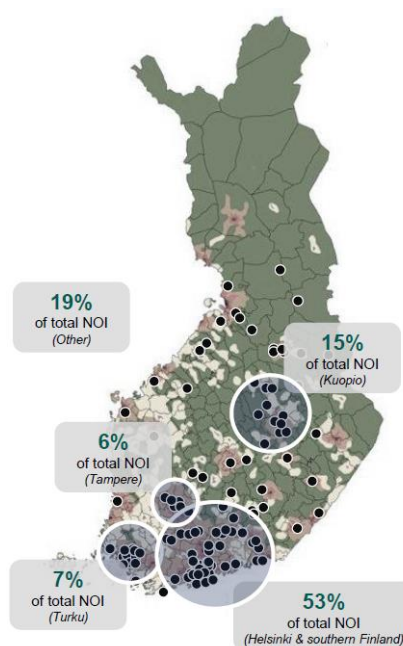 19%
of total NOI
(Other)
15%
of total NOI
(Kuopio)
6%
of total NOI
(Tampere)
7%
of total NOI
(Turku)
53%
of total NOI
(Helsinki & southern Finland)